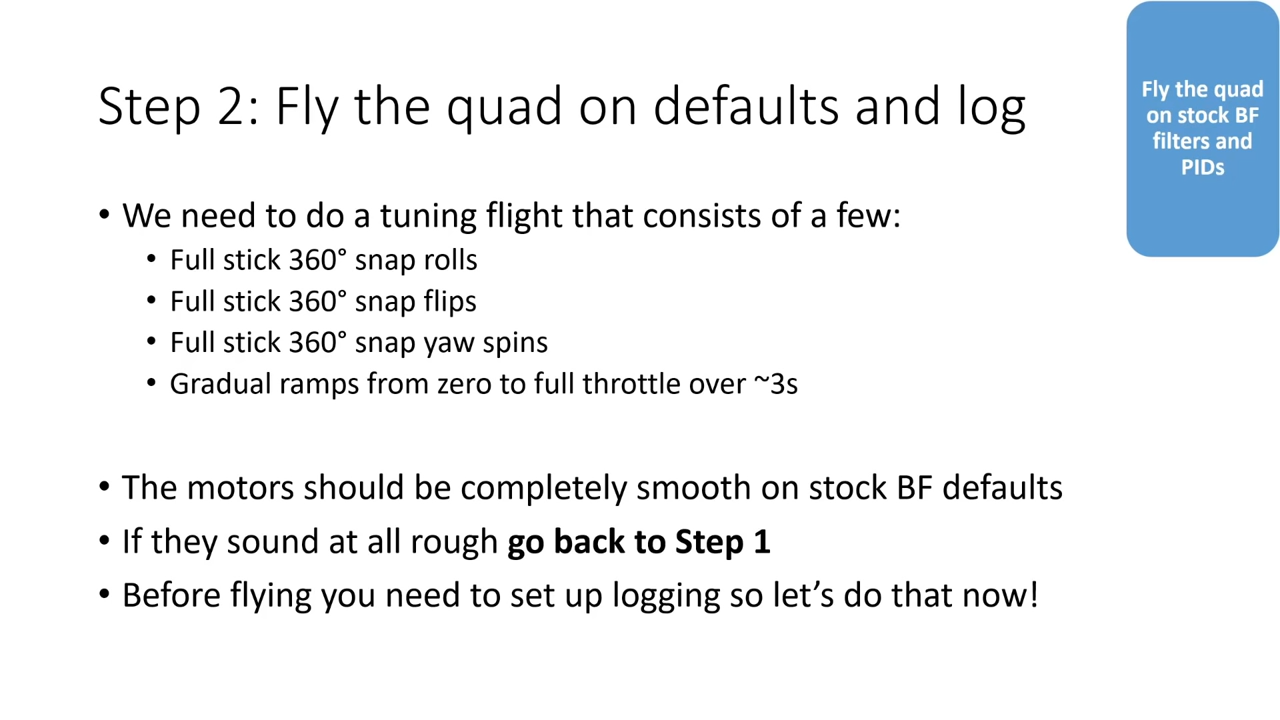 Step 2: Fly the quad on defaults and log
Fly the quad
on stock BF
filters and
PIDs
• We need to do a tuning flight that consists of a few:
• Full stick 360° snap rolls
• Full stick 360° snap flips
• Full stick 360° snap yaw spins
• Gradual ramps from zero to full throttle over ~3s
• The motors should be completely smooth on stock BF defaults
• If they sound at all rough go back to Step 1
• Before flying you need to set up logging so let’s do that now!